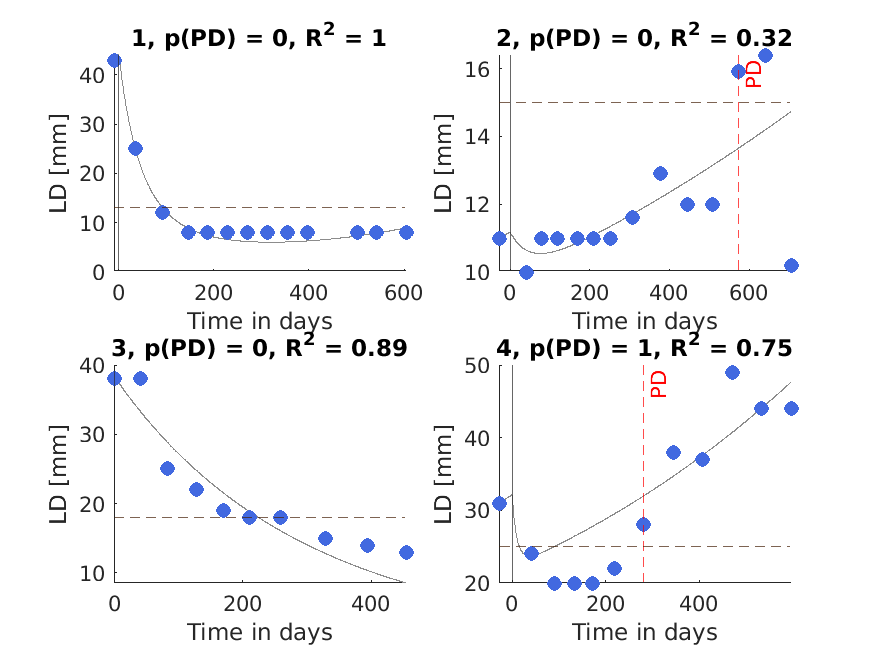 1, p(PD) = 0, R² = 1
LD [mm]
40
30
20
10
0
0 200 400 600
Time in days
2, p(PD) = 0, R² = 0.32
LD [mm]
16
14
12
10
PD
0 200 400 600
Time in days
3, p(PD) = 0, R² = 0.89
LD [mm]
40
30
20
10
0 200 400
Time in days
4, p(PD) = 1, R² = 0.75
LD [mm]
50
40
30
20
PD
0 200 400
Time in days